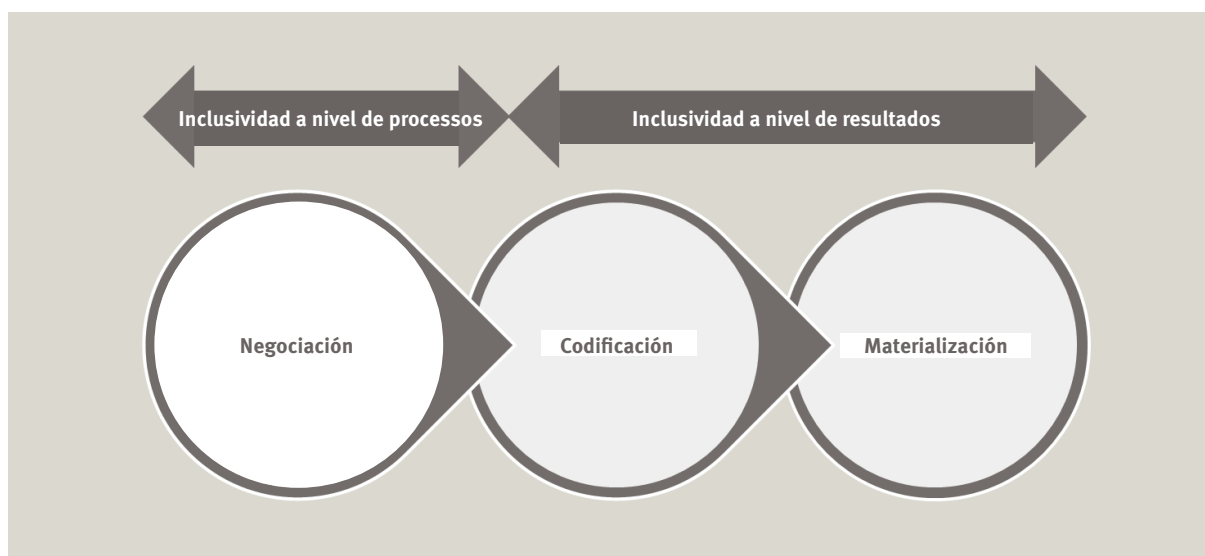 Inclusividad a nivel de processos
Inclusividad a nivel de resultados
Negociación
Codificación
Materialización